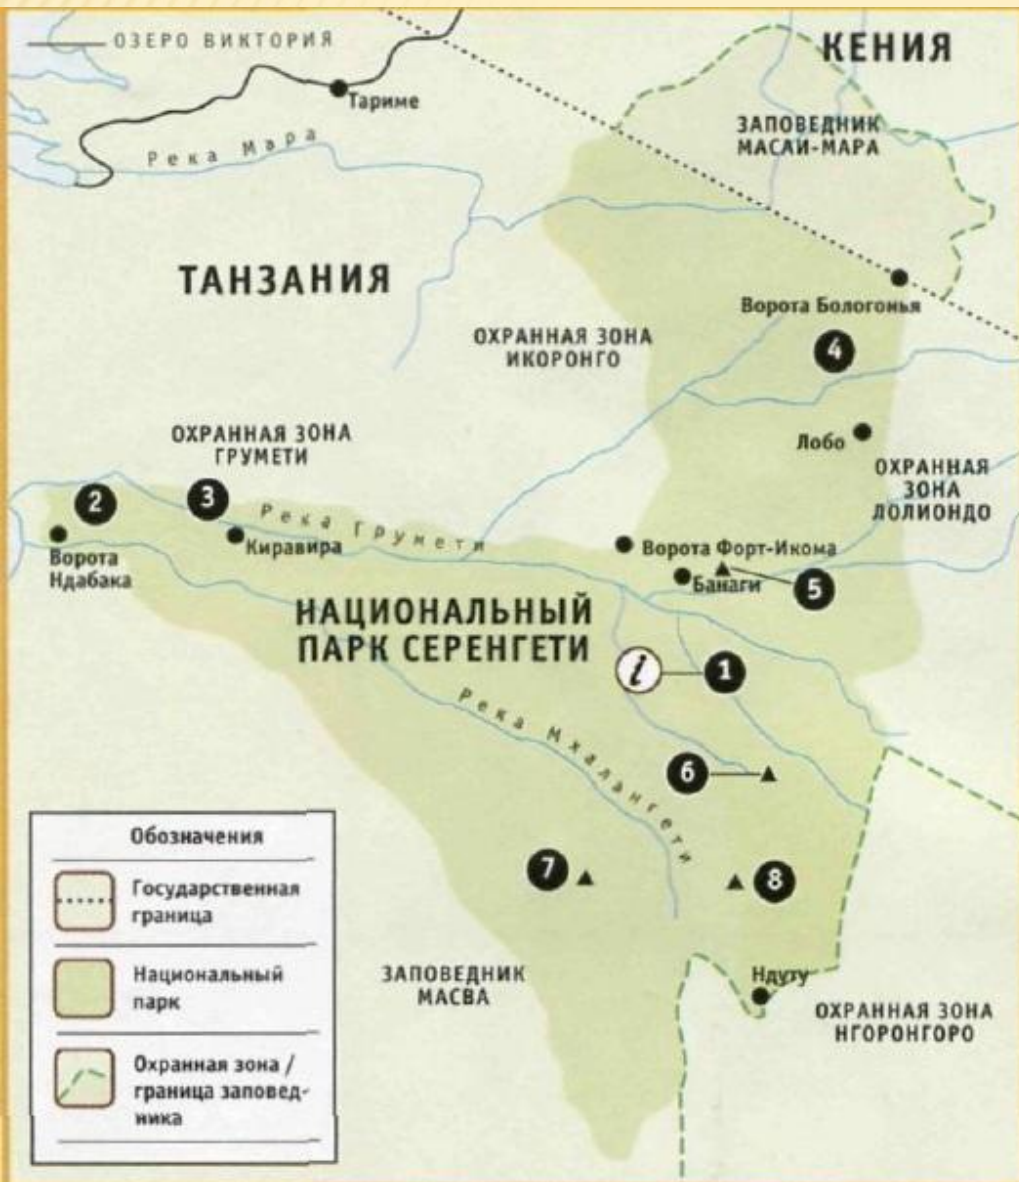 ОЗЕРО ВИКТОРИЯ
КЕНИЯ
Тариме
ЗАПОВЕДНИК
МАСАИ-МАРА
Река Мара
ТАНЗАНИЯ
Ворота Бологонья
ОХРАННАЯ ЗОНА
ИКОРОНГО
4
ОХРАННАЯ ЗОНА
ГРУМЕТИ
Лобо
ОХРАННАЯ
ЗОНА
ЛОЛИОНДО
2
3
Река Грумети
Ворота
Ндабака
Киравира
Ворота Форт-Икома
Банаги
5
НАЦИОНАЛЬНЫЙ
ПАРК СЕРЕНГЕТИ
i
1
Река Мхалангети
6
7
8
Обозначения
Государственная
граница
Национальный
парк
Охранная зона /
граница заповед-
ника
ЗАПОВЕДНИК
МАСВА
Ндуту
ОХРАННАЯ ЗОНА
НГОРОНГОРО